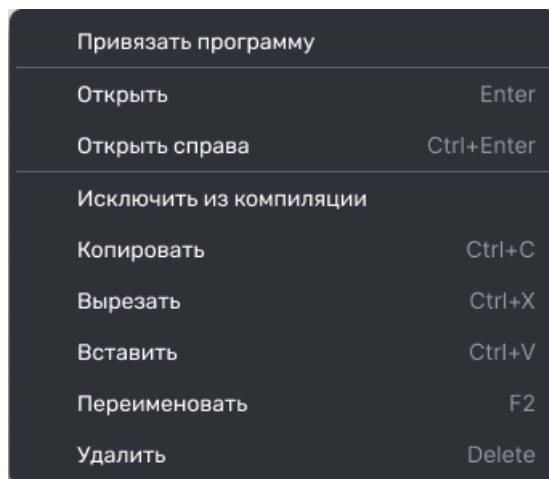 Привязать программу
Открыть Enter
Открыть справа Ctrl+Enter
Исключить из компиляции
Копировать Ctrl+C
Вырезать Ctrl+X
Вставить Ctrl+V
Переименовать F2
Удалить Delete